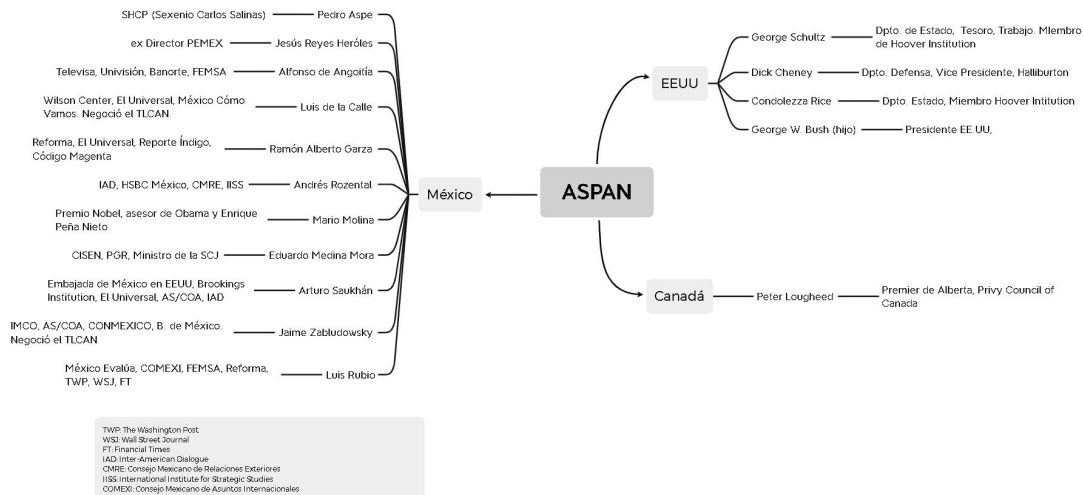 SHCP (Sexenio Carlos Salinas)
Pedro Aspe
ex Director PEMEX
Jesús Reyes Heróles
Televisa, Univisión, Banorte, FEMSA
Alfonso de Angoitía
Wilson Center, El Universal, México Cómo
Vamos. Negoció el TLCAN.
Luis de la Calle
Reforma, El Universal, Reporte Índigo,
Código Magenta
Ramón Alberto Garza
IAD, HSBC México, CMRE, IISS
Andrés Rozental
Premio Nobel, asesor de Obama y Enrique
Peña Nieto
Mario Molina
CISEN, PGR, Ministro de la SCJ
Eduardo Medina Mora
Embajada de México en EEUU, Brookings
Institution, El Universal, AS/COA, IAD
Arturo Saukhán
IMCO, AS/COA, CONMEXICO, B. de México.
Negoció el TLCAN
Jaime Zabludowsky
México Evalúa, COMEXI, FEMSA, Reforma,
TWP, WSJ, FT
Luis Rubio
México
ASPAN
EEUU
George Schultz
Dpto. de Estado, Tesoro, Trabajo. MIembro
de Hoover Institution
Dick Cheney
Dpto. Defensa, Vice Presidente, Halliburton
Condolezza Rice
Dpto. Estado, Miembro Hoover Intitution
George W. Bush (hijo)
Presidente EE.UU,
Canadá
Peter Lougheed
Premier de Alberta, Privy Council of
Canada
TWP: The Washington Post
WSJ: Wall Street Journal
FT: Financial Times
IAD: Inter-American Dialogue
CMRE: Consejo Mexicano de Relaciones Exteriores
IISS: International Institute for Strategic Studies
COMEXI: Consejo Mexicano de Asuntos Internacionales